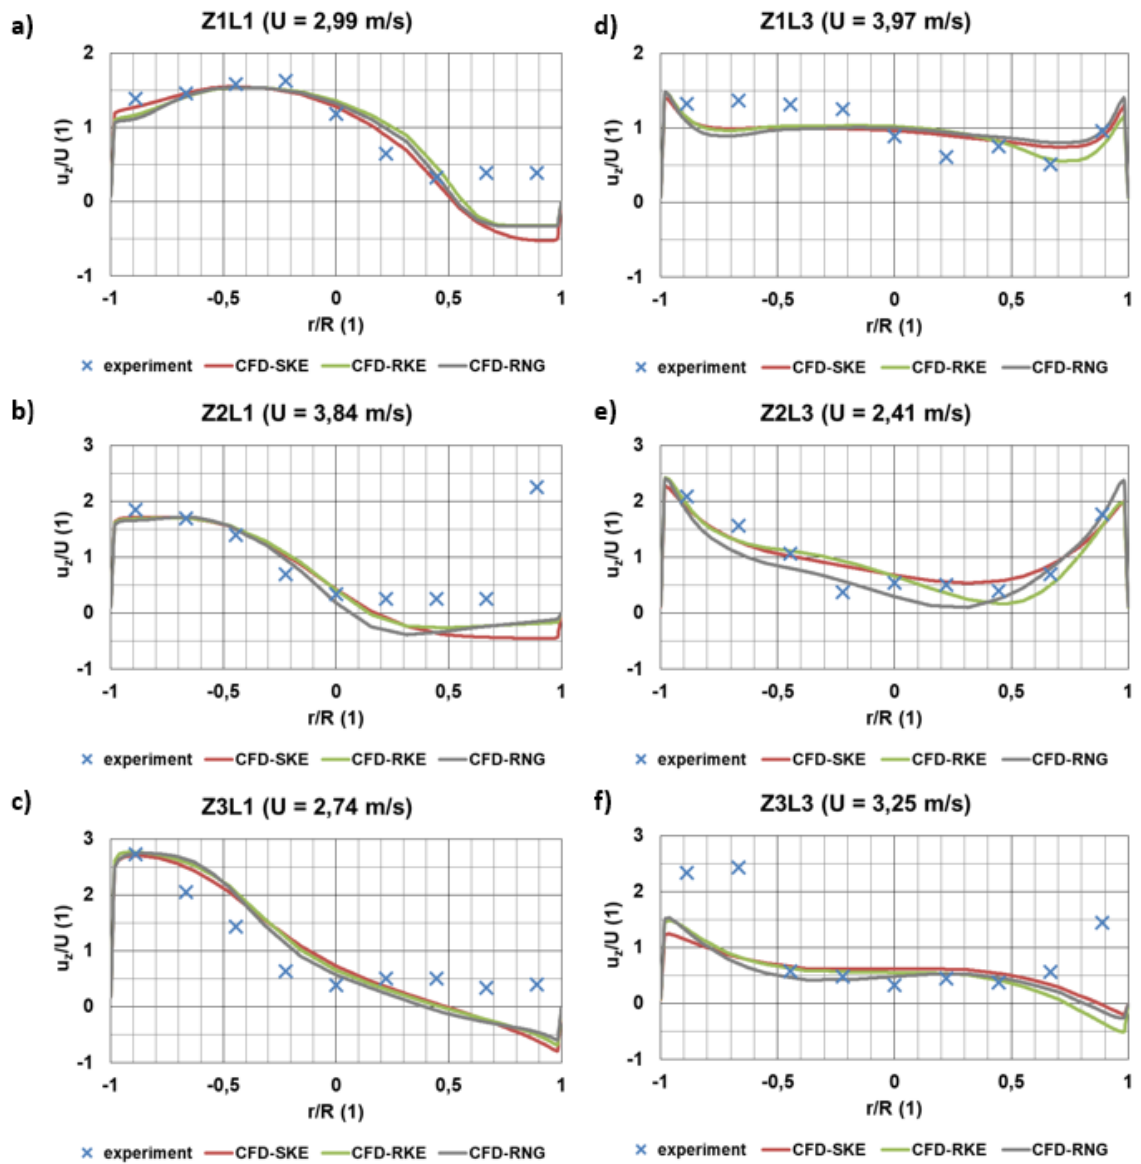 a)
Z1L1 (U = 2,99 m/s)
2
1
0
-1
uz/U (1)
-1 -0,5 0 0,5 1
r/R (1)
experiment CFD-SKE CFD-RKE CFD-RNG
d)
Z1L3 (U = 3,97 m/s)
2
1
0
-1
uz/U (1)
-1 -0,5 0 0,5 1
r/R (1)
experiment CFD-SKE CFD-RKE CFD-RNG
b)
Z2L1 (U = 3,84 m/s)
3
2
1
0
-1
uz/U (1)
-1 -0,5 0 0,5 1
r/R (1)
experiment CFD-SKE CFD-RKE CFD-RNG
e)
Z2L3 (U = 2,41 m/s)
3
2
1
0
-1
uz/U (1)
-1 -0,5 0 0,5 1
r/R (1)
experiment CFD-SKE CFD-RKE CFD-RNG
c)
Z3L1 (U = 2,74 m/s)
3
2
1
0
-1
uz/U (1)
-1 -0,5 0 0,5 1
r/R (1)
experiment CFD-SKE CFD-RKE CFD-RNG
f)
Z3L3 (U = 3,25 m/s)
3
2
1
0
-1
uz/U (1)
-1 -0,5 0 0,5 1
r/R (1)
experiment CFD-SKE CFD-RKE CFD-RNG